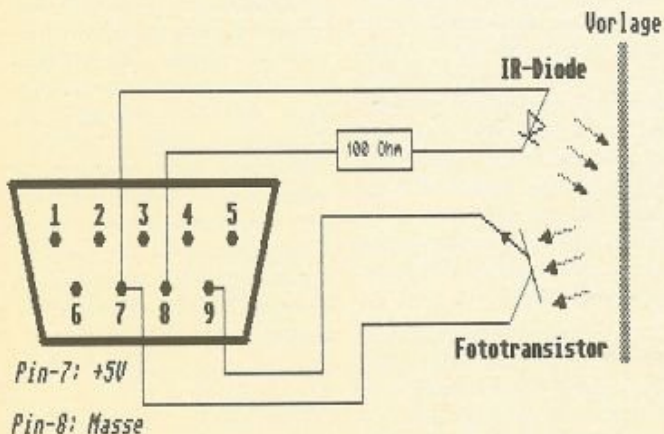 Vorlage
IR-Diode
100 Ohm
1 2 3 4 5
6 7 8 9
Fototransistor
Pin-7: +5V
Pin-8: Masse